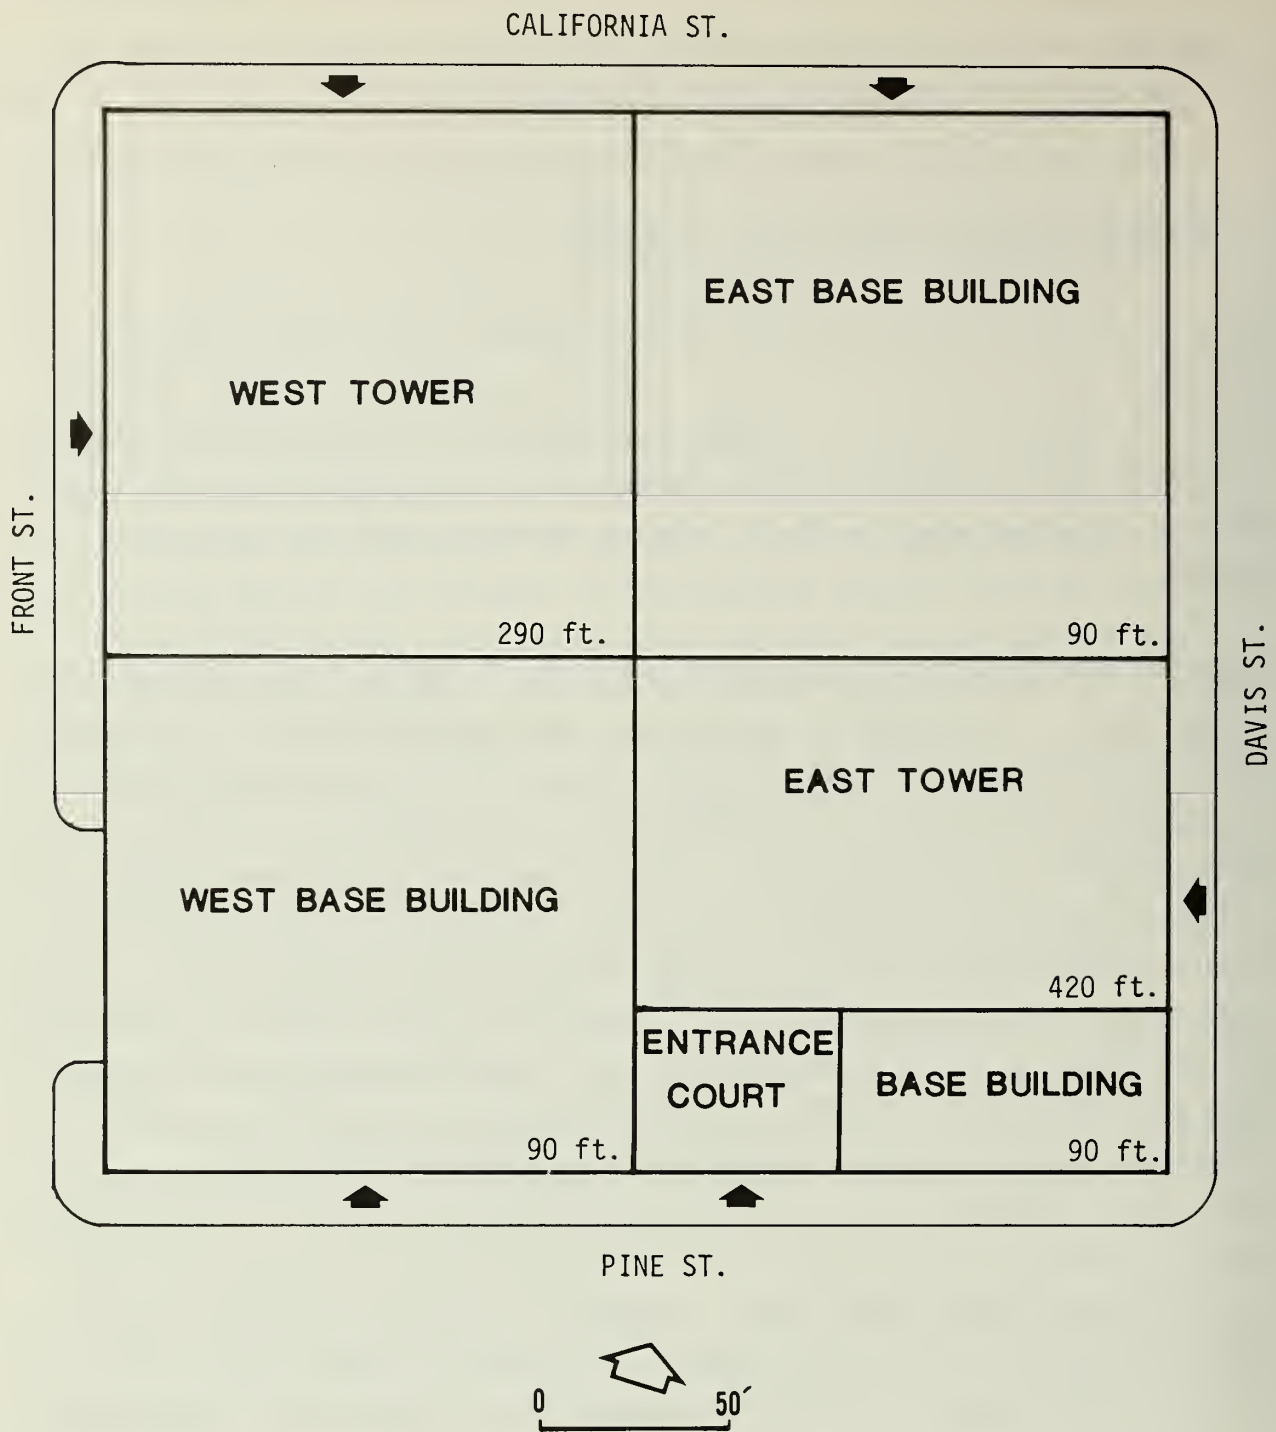 CALIFORNIA ST.
EAST BASE BUILDING
WEST TOWER
FRONT ST.
290 ft.
90 ft.
DAVIS ST.
EAST TOWER
WEST BASE BUILDING
420 ft.
ENTRANCE
COURT
BASE BUILDING
90 ft.
90 ft.
PINE ST.
0 50′